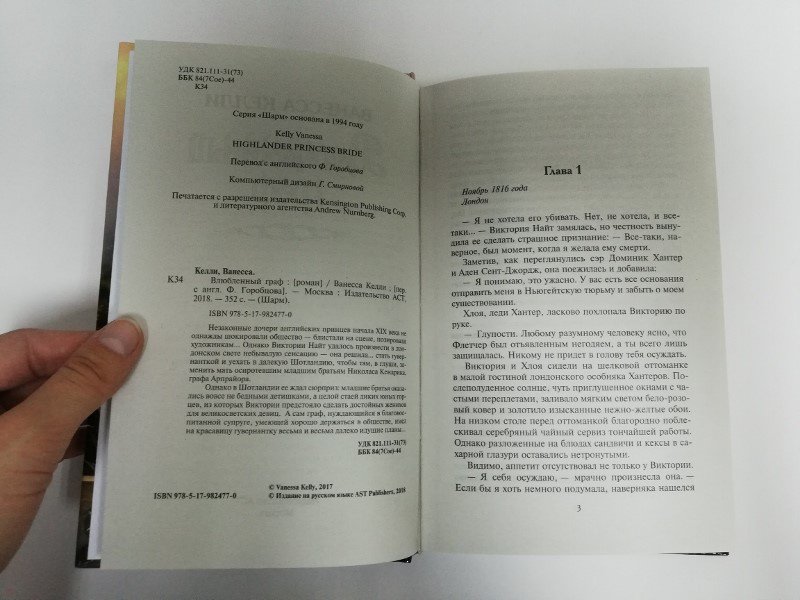 УДК 821.111-31(73)
ББК 84(7Сое)-44
К34
Серия «Шарм» основана в 1994 году
Kelly Vanessa
HIGHLANDER PRINCESS BRIDE
Перевод с английского Ф. Горобцова
Компьютерный дизайн Г. Смирновой
Печатается с разрешения издательства Kensington Publishing Corp.
и литературного агентства Andrew Nurnberg.
Келли, Ванесса.
К34 Влюбленный граф : [роман] / Ванесса Келли ; [пер.
с англ. Ф. Горобцова]. — Москва : Издательство АСТ,
2018. — 352 с. — (Шарм).
ISBN 978-5-17-982477-0
Незаконные дочери английских принцев начала XIX века не
однажды шокировали общество — блистали на сцене, позировали
художникам... Однако Виктории Найт удалось произвести в лон-
донском свете небывалую сенсацию — она решила... стать гувер-
нанткой и уехать в далекую Шотландию, чтобы там, в глуши, за-
менить мать осиротевшим младшим братьям Николаса Кендрика,
графа Арпрайора.
Однако в Шотландии ее ждал сюрприз: младшие братья оказа-
лись вовсе не бедными детишками, а целой стаей диких юных гор-
цев, из которых Виктории предстояло сделать достойных женихов
для великосветских девиц. А сам граф, нуждающийся в благовос-
питанной супруге, умеющей хорошо держаться в обществе, имел
на красавицу гувернантку весьма и весьма далеко идущие планы...
УДК 821.111-31(73)
ББК 84(7Сое)-44
© Vanessa Kelly, 2017
ISBN 978-5-17-982477-0 © Издание на русском языке AST Publishers, 2018
Глава 1
Ноябрь 1816 года
Лондон
— Я не хотела его убивать. Нет, не хотела, и все-
таки... — Виктория Найт замялась, но честность выну-
дила ее сделать страшное признание: — Все-таки, на-
верное, был момент, когда я желала ему смерти.
Заметив, как переглянулись сэр Доминик Хантер
и Аден Сент-Джордж, она поежилась и добавила:
— Я понимаю, это ужасно. У вас есть все основания
отправить меня в Ньюгейтскую тюрьму и забыть о моем
существовании.
Хлоя, леди Хантер, ласково похлопала Викторию по
руке.
— Глупости. Любому разумному человеку ясно, что
Флетчер был отъявленным негодяем, а ты всего лишь
защищалась. Никому не придет в голову тебя осуждать.
Виктория и Хлоя сидели на шелковой оттоманке
в малой гостиной лондонского особняка Хантеров. По-
слеполуденное солнце, чуть приглушенное окнами с ча-
стыми переплетами, заливало мягким светом бело-розо-
вый ковер и золотило изысканные нежно-желтые обои.
На низком столе перед оттоманкой благородно поблe-
скивал серебряный чайный сервиз тончайшей работы.
Однако разложенные на блюдах сандвичи и кексы в са-
харной глазури оставались нетронутыми.
Видимо, аппетит отсутствовал не только у Виктории.
— Я себя осуждаю, — мрачно произнесла она. —
Если бы я хоть немного подумала, наверняка нашелся
3